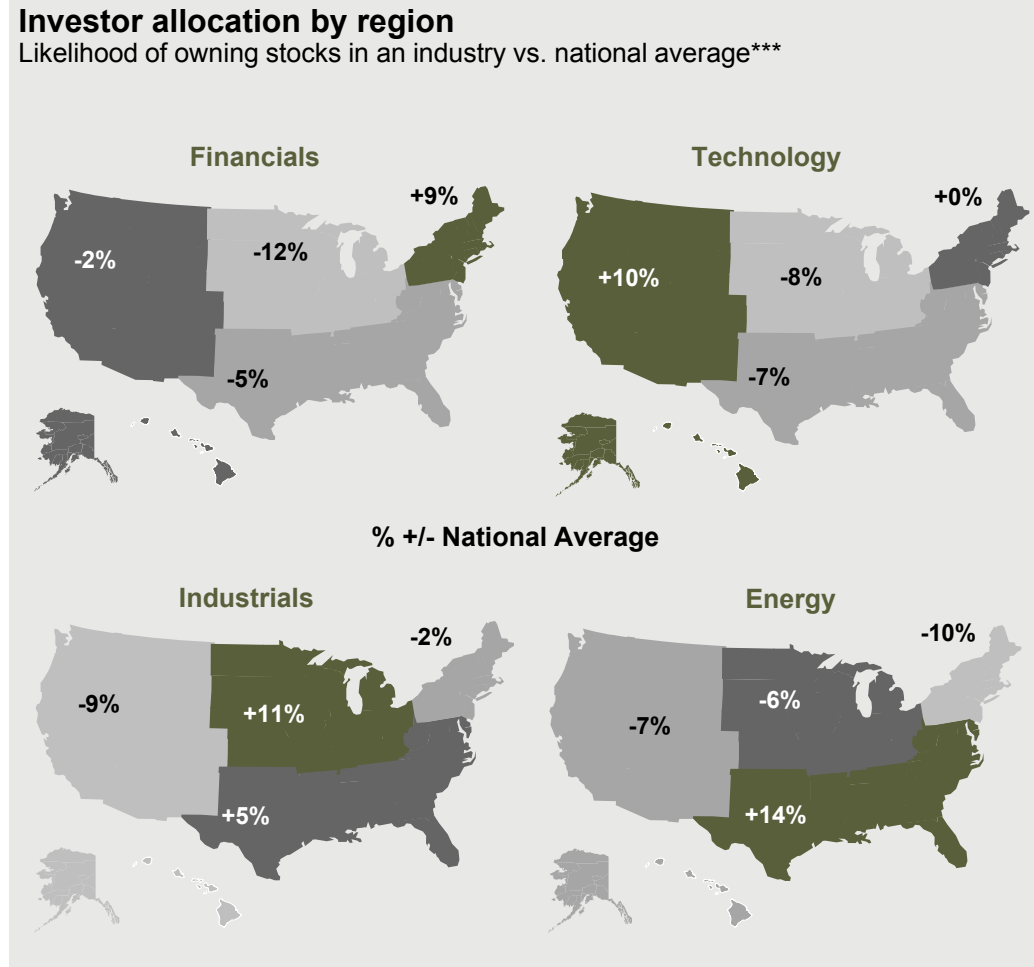 Investor allocation by region
Likelihood of owning stocks in an industry vs. national average***
Financials
+9%
-2%
-12%
-5%
Technology
+0%
+10%
-8%
-7%
% +/- National Average
Industrials
-2%
-9%
+11%
+5%
Energy
-10%
-6%
-7%
+14%